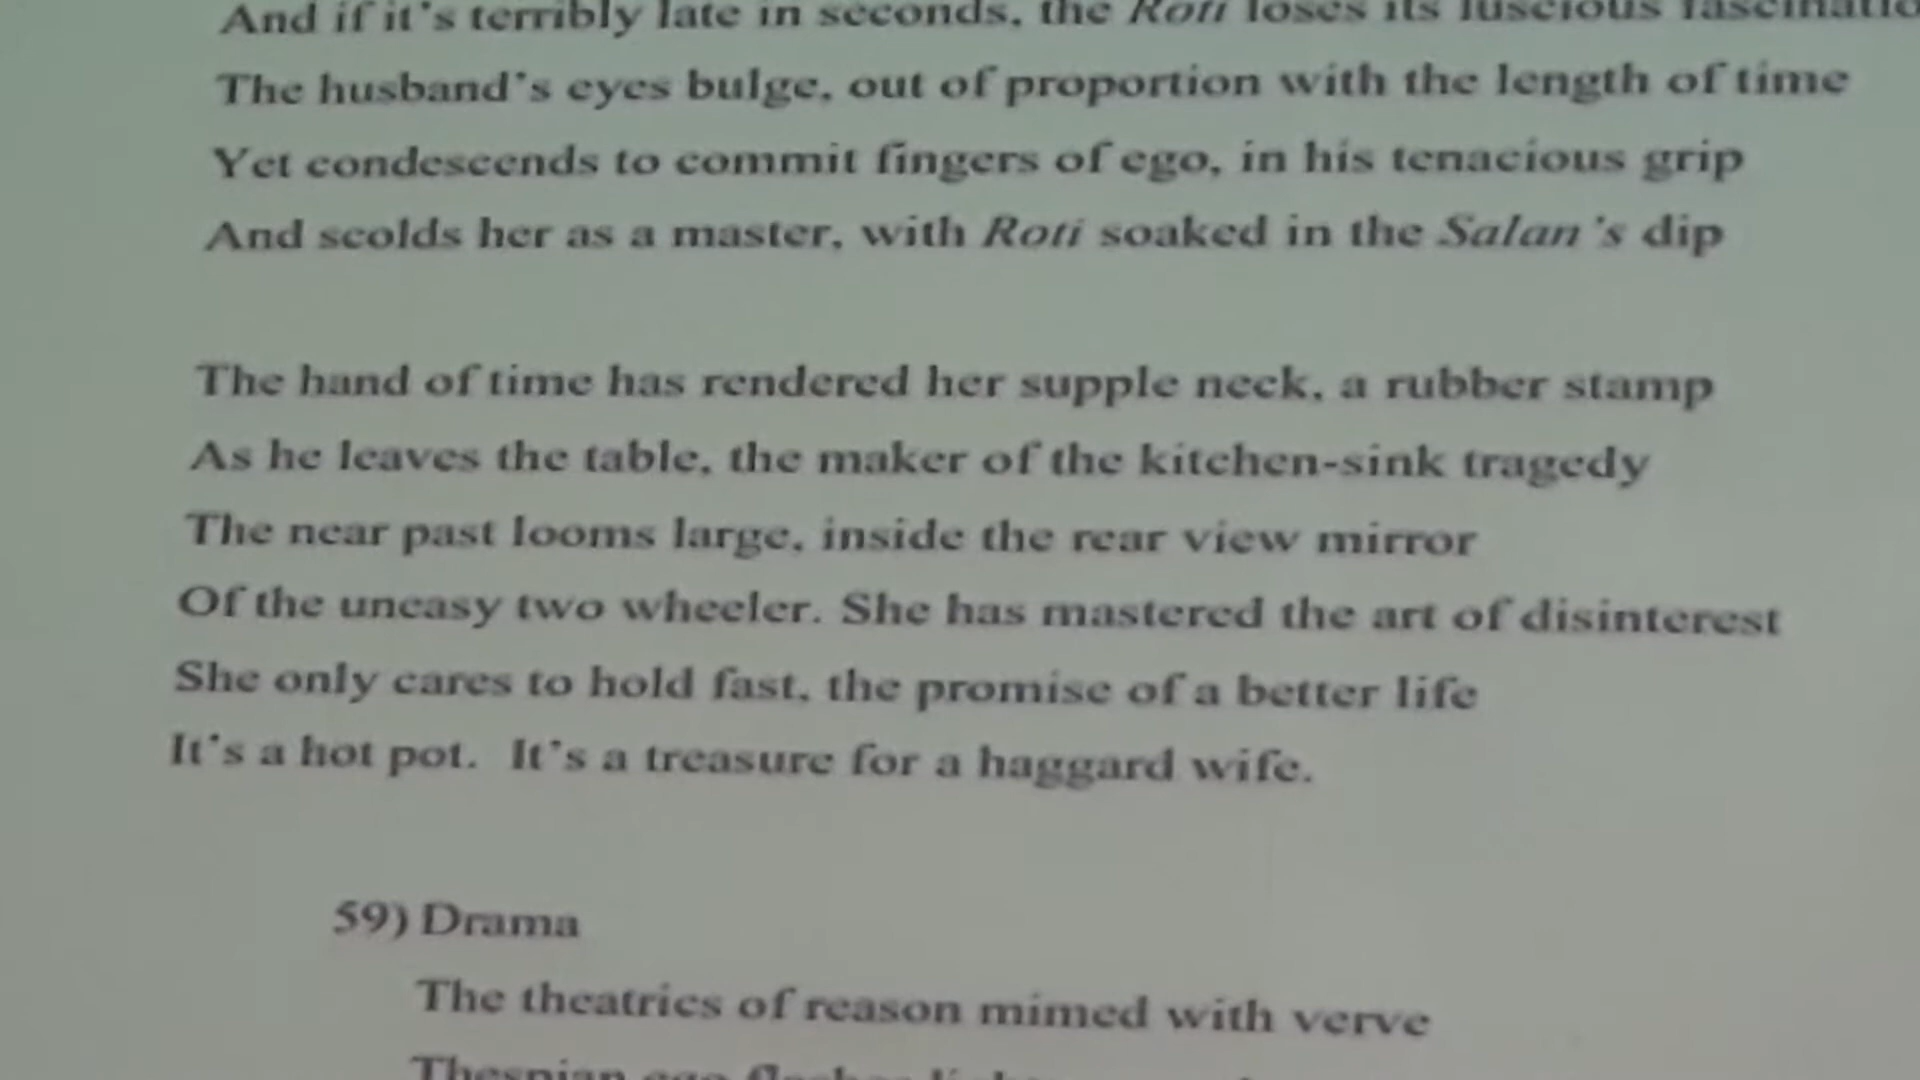 And if it's terribly late in seconds, the Roti loses its luscious
The husband's eyes bulge, out of proportion with the length of time
Yet condescends to commit fingers of ego, in his tenacious grip
And scolds her as a master, with Roti soaked in the Salan's dip
The hand of time has rendered her supple neck, a rubber stamp
As he leaves the table, the maker of the kitchen-sink tragedy
The near past looms large, inside the rear view mirror
Of the uneasy two wheeler. She has mastered the art of disinterest
She only cares to hold fast, the promise of a better life
It's a hot pot. It's a treasure for a haggard wife.
59) Drama
The theatrics of reason mimed with verve
Thespian ego